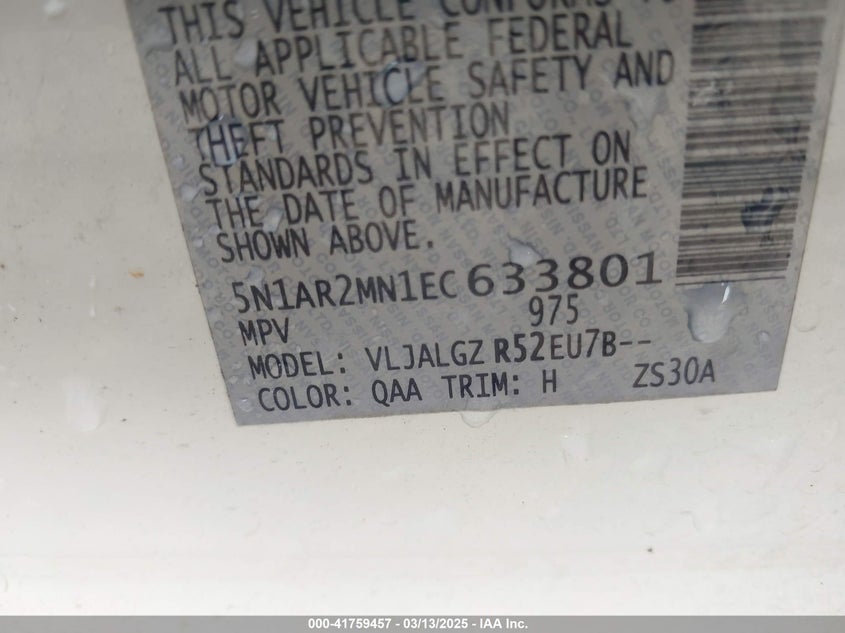 THIS VEHICLE CONFORMS TO
ALL APPLICABLE FEDERAL
MOTOR VEHICLE SAFETY AND
THEFT PREVENTION
STANDARDS IN EFFECT ON
THE DATE OF MANUFACTURE
SHOWN ABOVE.
5N1AR2MN1EC633801
MPV 975
MODEL: VLJALGZ R52EU7B--
COLOR: QAA TRIM: H ZS30A
000-41759457 — 03/13/2025 — IAA Inc.